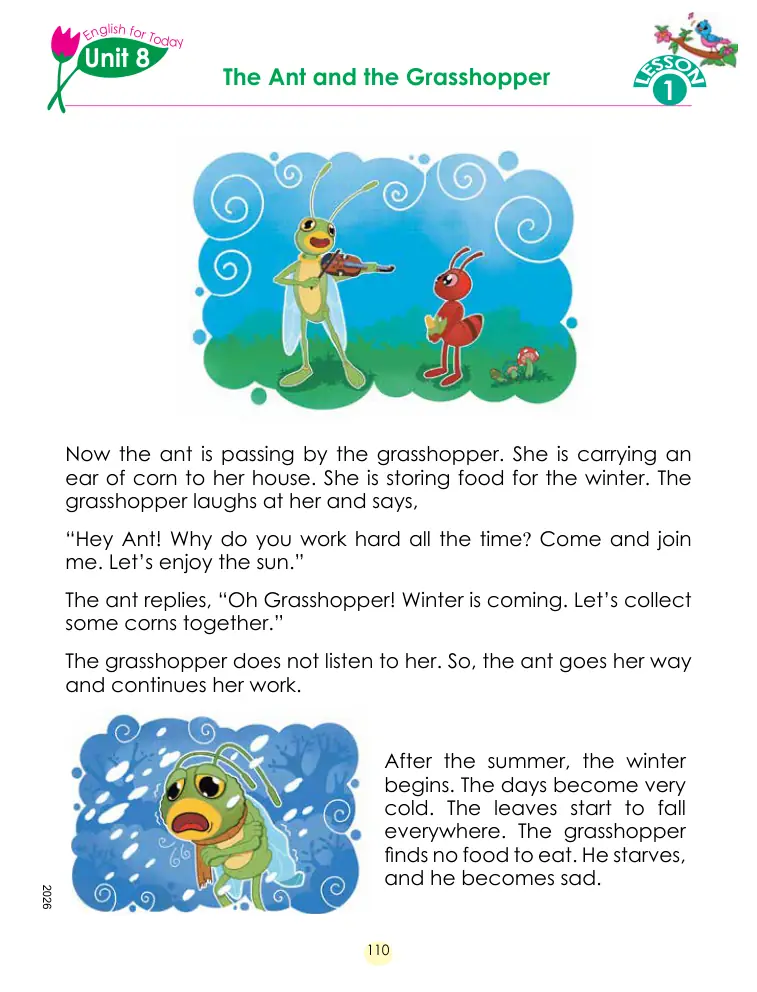 English for Today
Unit 8
The Ant and the Grasshopper
LESSON
1
Now the ant is passing by the grasshopper. She is carrying an
ear of corn to her house. She is storing food for the winter. The
grasshopper laughs at her and says,
“Hey Ant! Why do you work hard all the time? Come and join
me. Let’s enjoy the sun.”
The ant replies, “Oh Grasshopper! Winter is coming. Let’s collect
some corns together.”
The grasshopper does not listen to her. So, the ant goes her way
and continues her work.
After the summer, the winter
begins. The days become very
cold. The leaves start to fall
everywhere. The grasshopper
finds no food to eat. He starves,
and he becomes sad.
2026
110